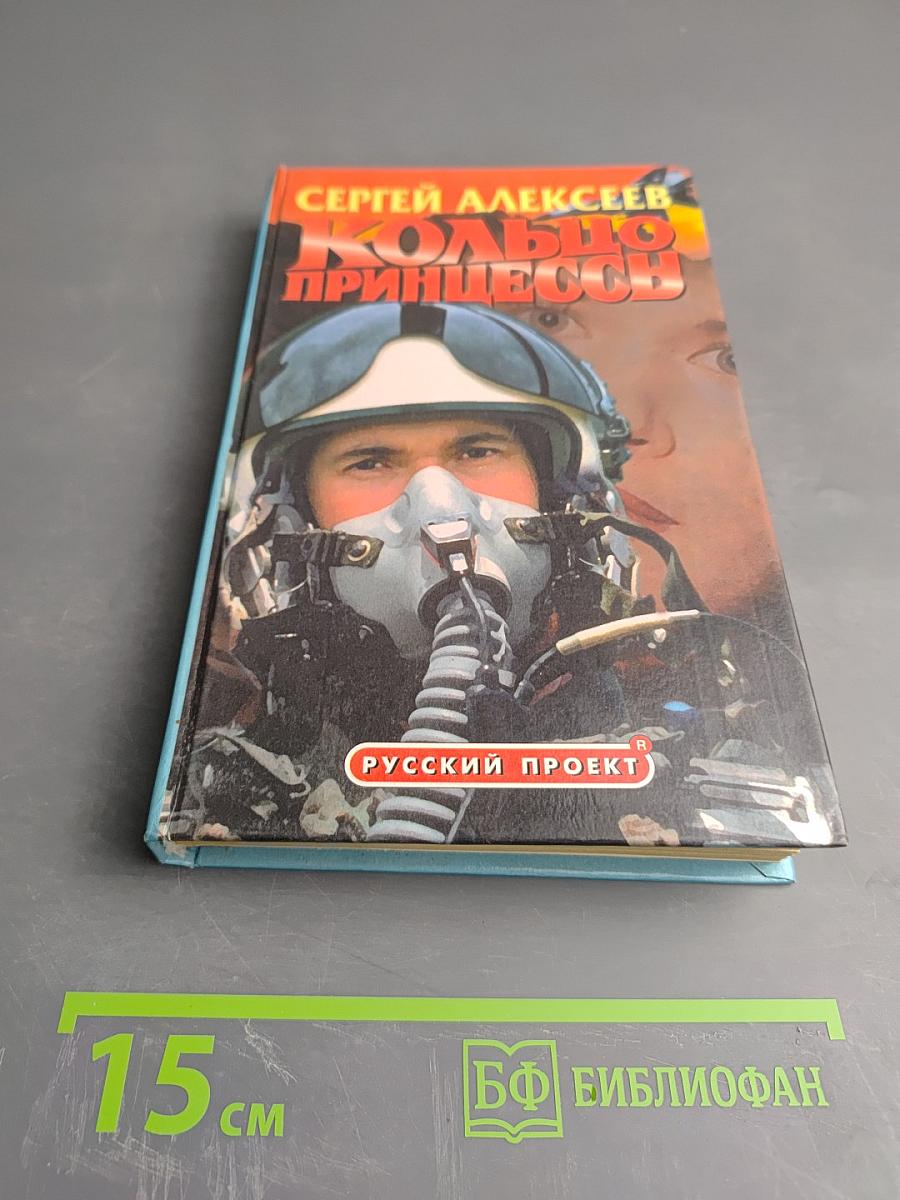 СЕРГЕЙ АЛЕКСЕЕВ
КОЛЬЦО
ПРИНЦЕССЫ
РУССКИЙ ПРОЕКТ ®
15 см
БФ БИБЛИОФАН